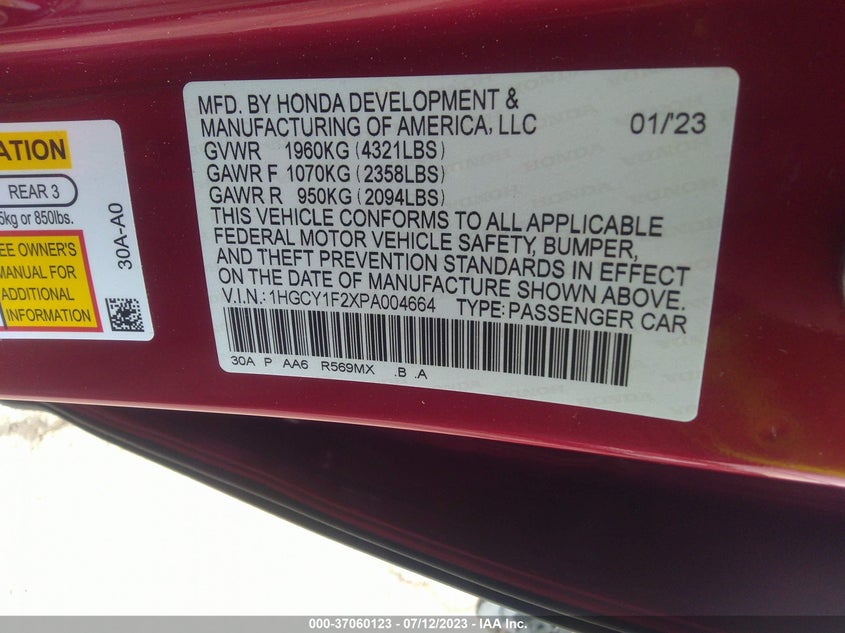 MFD. BY HONDA DEVELOPMENT &
MANUFACTURING OF AMERICA, LLC 01/'23
GVWR 1960KG (4321LBS)
GAWR F 1070KG (2358LBS)
GAWR R 950KG (2094LBS)
THIS VEHICLE CONFORMS TO ALL APPLICABLE
FEDERAL MOTOR VEHICLE SAFETY, BUMPER,
AND THEFT PREVENTION STANDARDS IN EFFECT
ON THE DATE OF MANUFACTURE SHOWN ABOVE.
V.I.N.: 1HGCY1F2XPA004664 TYPE: PASSENGER CAR
30A P AA6 R569MX .B .A
REAR 3
or 850lbs.
OWNER'S
MANUAL FOR
ADDITIONAL
INFORMATION
30A-A0
000-37060123 - 07/12/2023 - IAA Inc.